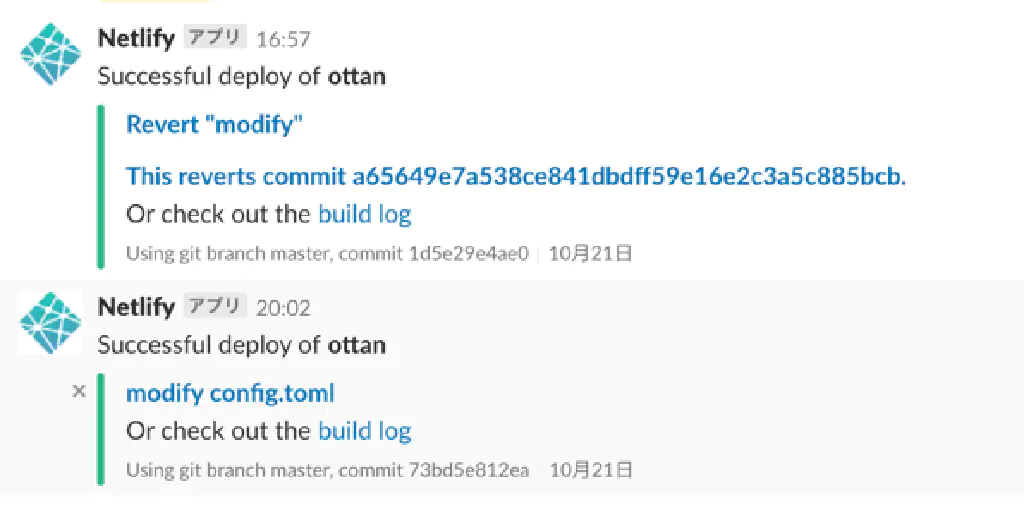 Netlify アプリ 16:57
Successful deploy of ottan
Revert "modify"
This reverts commit a65649e7a538ce841dbdff59e16e2c3a5c885bcb.
Or check out the build log
Using git branch master, commit 1d5e29e4ae0 | 10月21日
Netlify アプリ 20:02
Successful deploy of ottan
modify config.toml
Or check out the build log
Using git branch master, commit 73bd5e812ea 10月21日